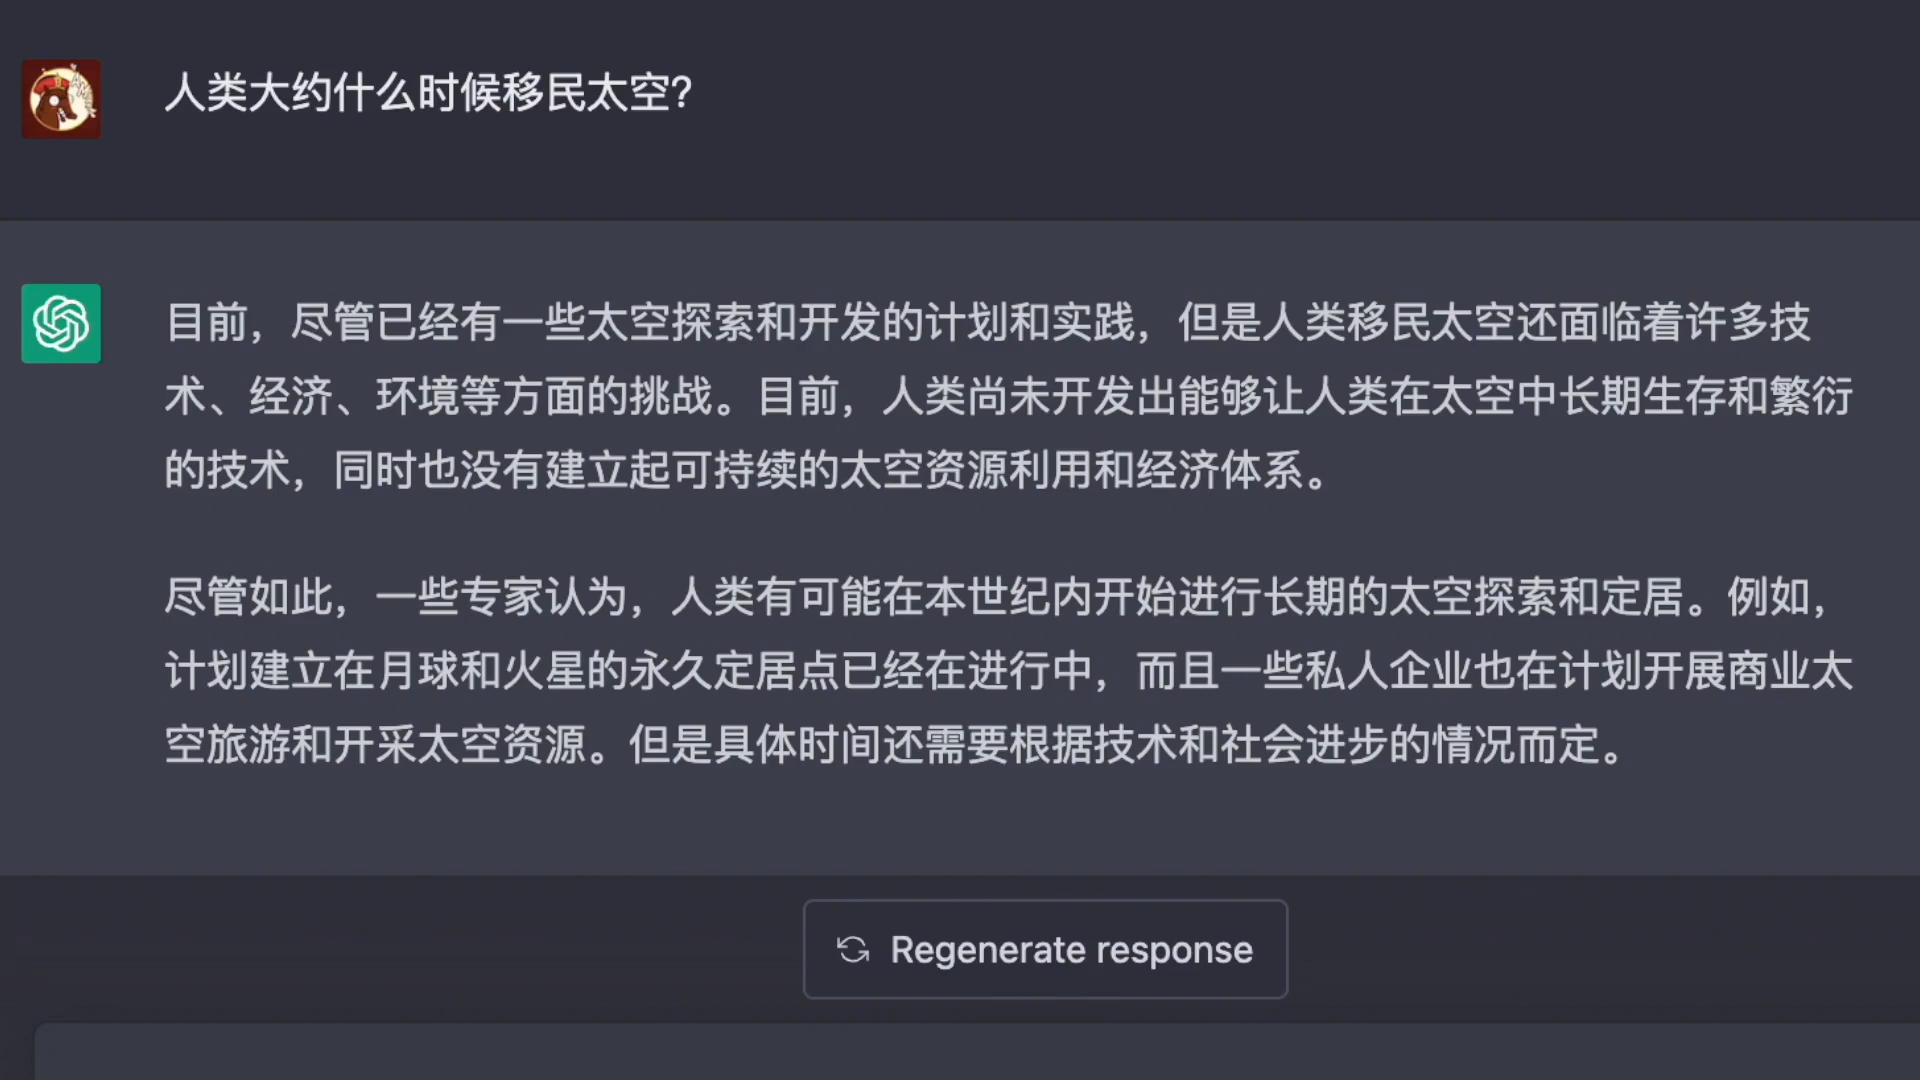 人类大约什么时候移民太空?
目前，尽管已经有一些太空探索和开发的计划和实践，但是人类移民太空还面临着许多技
术、经济、环境等方面的挑战。目前，人类尚未开发出能够让人类在太空中长期生存和繁衍
的技术，同时也没有建立起可持续的太空资源利用和经济体系。
尽管如此，一些专家认为，人类有可能在本世纪内开始进行长期的太空探索和定居。例如，
计划建立在月球和火星的永久定居点已经在进行中，而且一些私人企业也在计划开展商业太
空旅游和开采太空资源。但是具体时间还需要根据技术和社会进步的情况而定。
Regenerate response